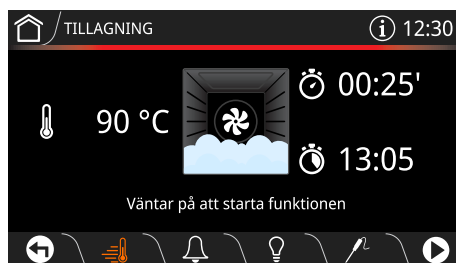 TILLAGNING
12:30
90 °C
00:25'
13:05
Väntar på att starta funktionen